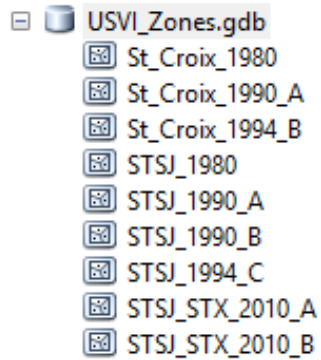 USVI_Zones.gdb
St_Croix_1980
St_Croix_1990_A
St_Croix_1994_B
STSJ_1980
STSJ_1990_A
STSJ_1990_B
STSJ_1994_C
STSJ_STX_2010_A
STSJ_STX_2010_B